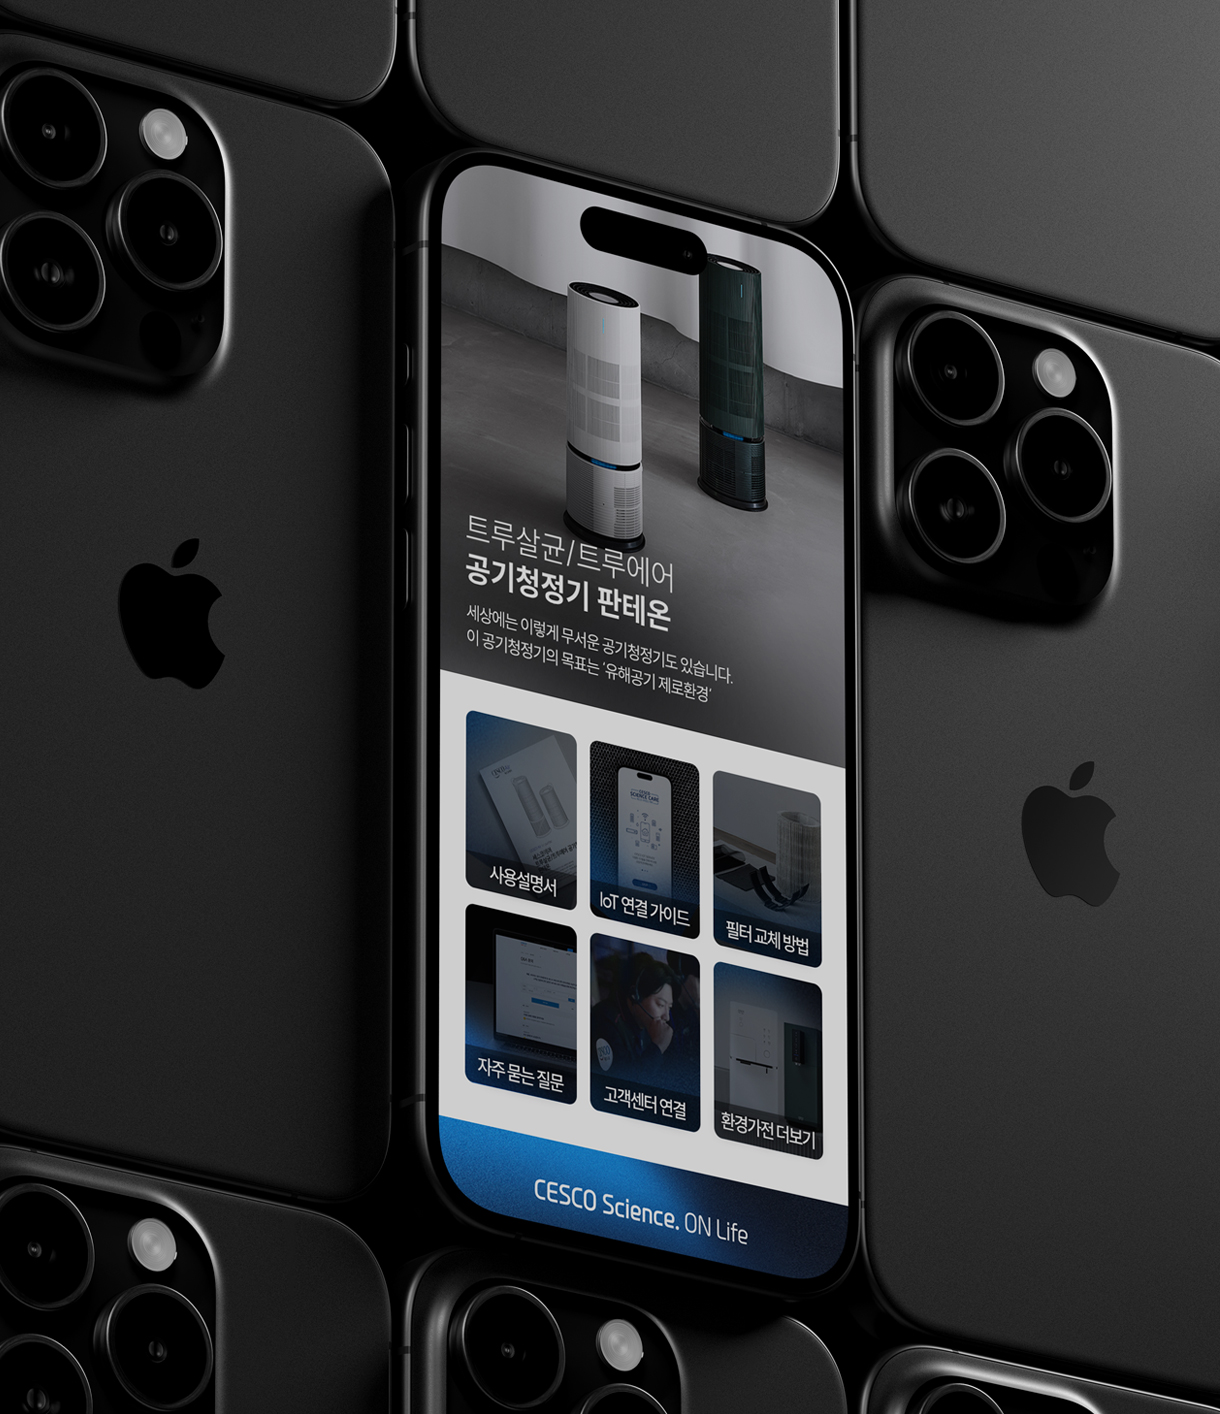 트루살균/트루에어
공기청정기 판테온
세상에는 이렇게 무서운 공기청정기도 있습니다.
이 공기청정기의 목표는 ‘유해공기 제로환경’
사용설명서
SCIENCE CARE
IoT 연결 가이드
필터 교체 방법
자주 묻는 질문
고객센터 연결
환경가전 더보기
CESCO Science. ON Life